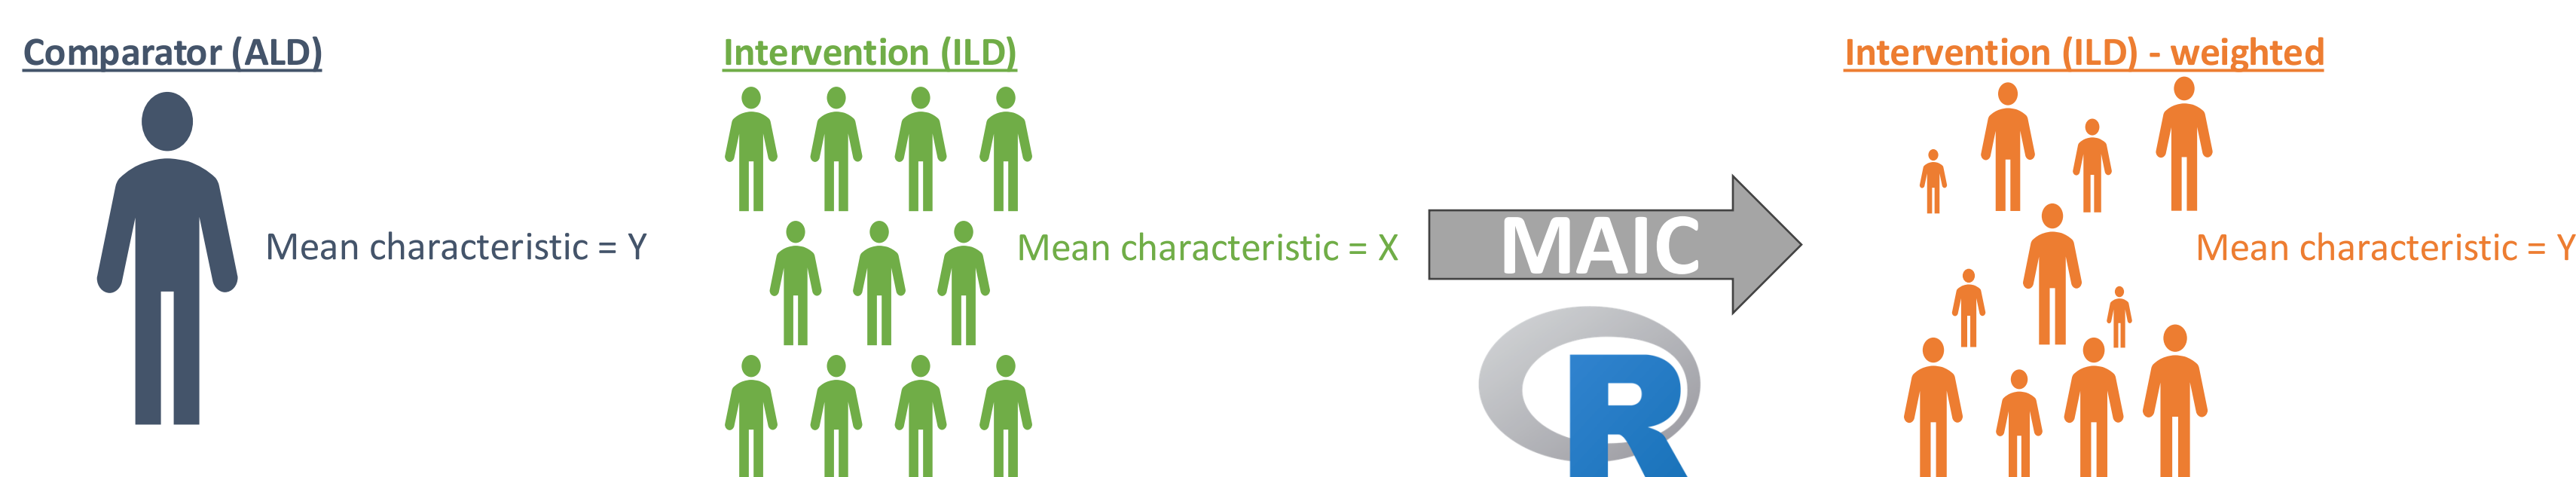 Comparator (ALD)
Mean characteristic = Y
Intervention (ILD)
Mean characteristic = X
MAIC
R
Intervention (ILD) - weighted
Mean characteristic = Y